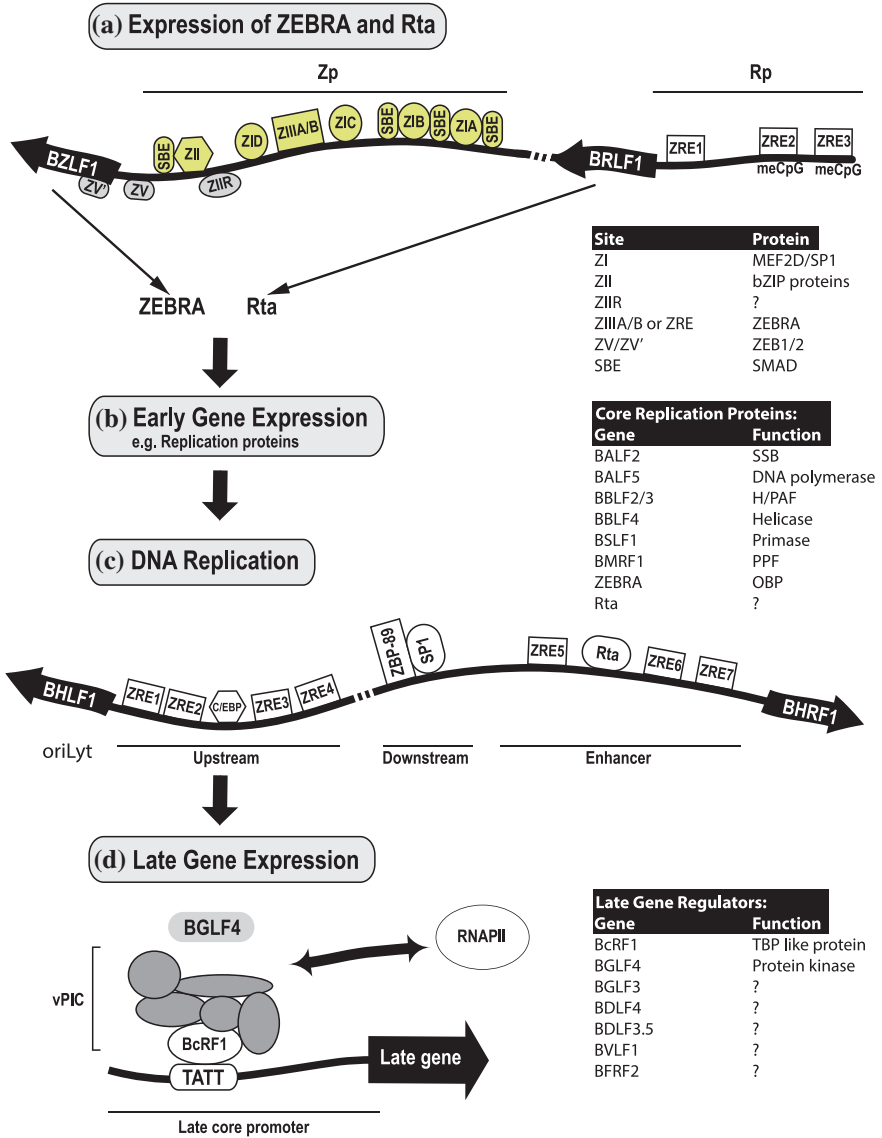 (a) Expression of ZEBRA and Rta
Zp
Rp
BZLF1
ZV'
ZV
SBE
ZII
ZIIR
ZID
ZIIIA/B
ZIC
SBE
ZIB
SBE
ZIA
SBE
BRLF1
ZRE1
ZRE2
meCpG
ZRE3
meCpG
ZEBRA
Rta
Site Protein
ZI MEF2D/SP1
ZII bZIP proteins
ZIIR ?
ZIIIA/B or ZRE ZEBRA
ZV/ZV' ZEB1/2
SBE SMAD
(b) Early Gene Expression
e.g. Replication proteins
Core Replication Proteins:
Gene Function
BALF2 SSB
BALF5 DNA polymerase
BBLF2/3 H/PAF
BBLF4 Helicase
BSLF1 Primase
BMRF1 PPF
ZEBRA OBP
Rta ?
(c) DNA Replication
BHLF1
ZRE1
ZRE2
C/EBP
ZRE3
ZRE4
ZBP-89
SP1
ZRE5
Rta
ZRE6
ZRE7
BHRF1
oriLyt
Upstream
Downstream
Enhancer
(d) Late Gene Expression
BGLF4
RNAPII
vPIC
BcRF1
TATT
Late gene
Late core promoter
Late Gene Regulators:
Gene Function
BcRF1 TBP like protein
BGLF4 Protein kinase
BGLF3 ?
BDLF4 ?
BDLF3.5 ?
BVLF1 ?
BFRF2 ?